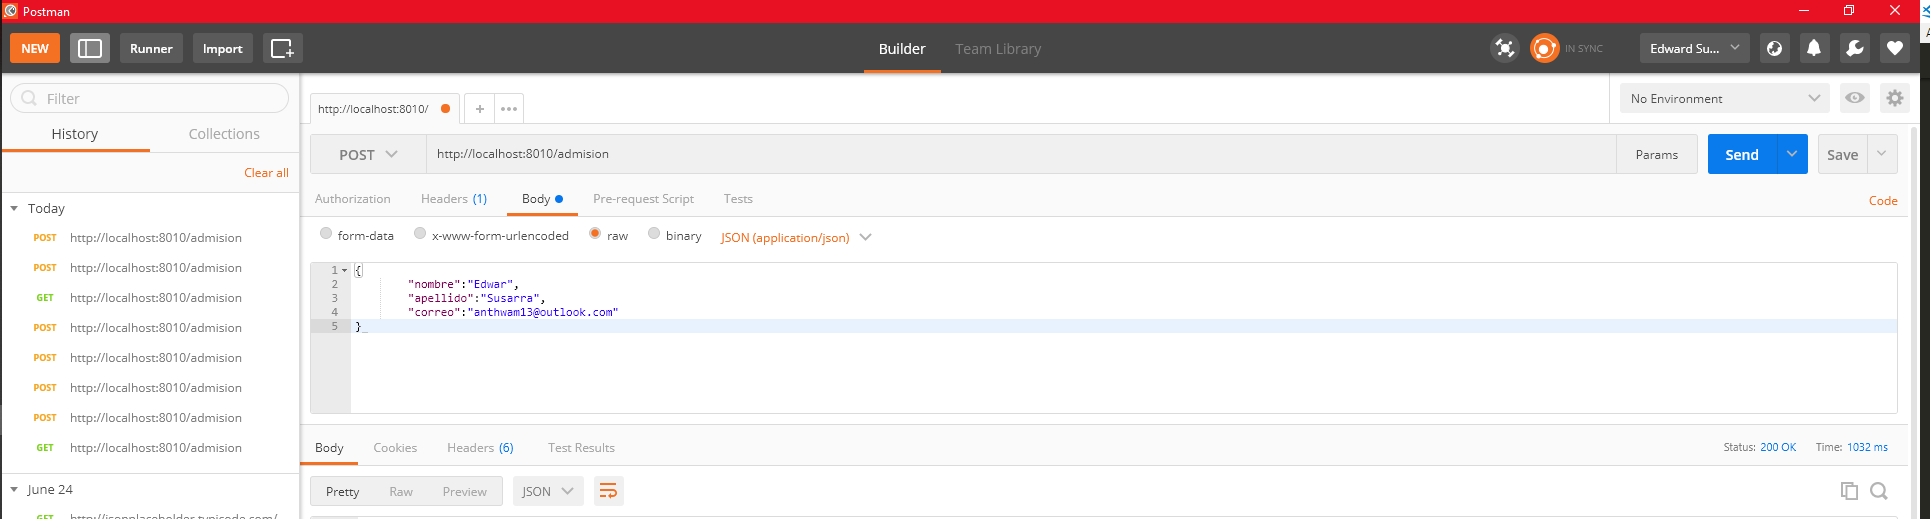 Postman
NEW Runner Import Builder Team Library IN SYNC Edward Su...
Filter
History Collections
Clear all
Today
POST http://localhost:8010/admision
POST http://localhost:8010/admision
GET http://localhost:8010/admision
POST http://localhost:8010/admision
POST http://localhost:8010/admision
POST http://localhost:8010/admision
POST http://localhost:8010/admision
GET http://localhost:8010/admision
June 24
GET http://jsonplaceholder.typicode.com/
http://localhost:8010/ + ••• No Environment
POST http://localhost:8010/admision Params Send Save
Authorization Headers (1) Body Pre-request Script Tests Code
form-data x-www-form-urlencoded raw binary JSON (application/json)
1 {
2 "nombre":"Edwar",
3 "apellido":"Susarra",
4 "correo":"anthwam13@outlook.com"
5 }
Body Cookies Headers (6) Test Results Status: 200 OK Time: 1032 ms
Pretty Raw Preview JSON